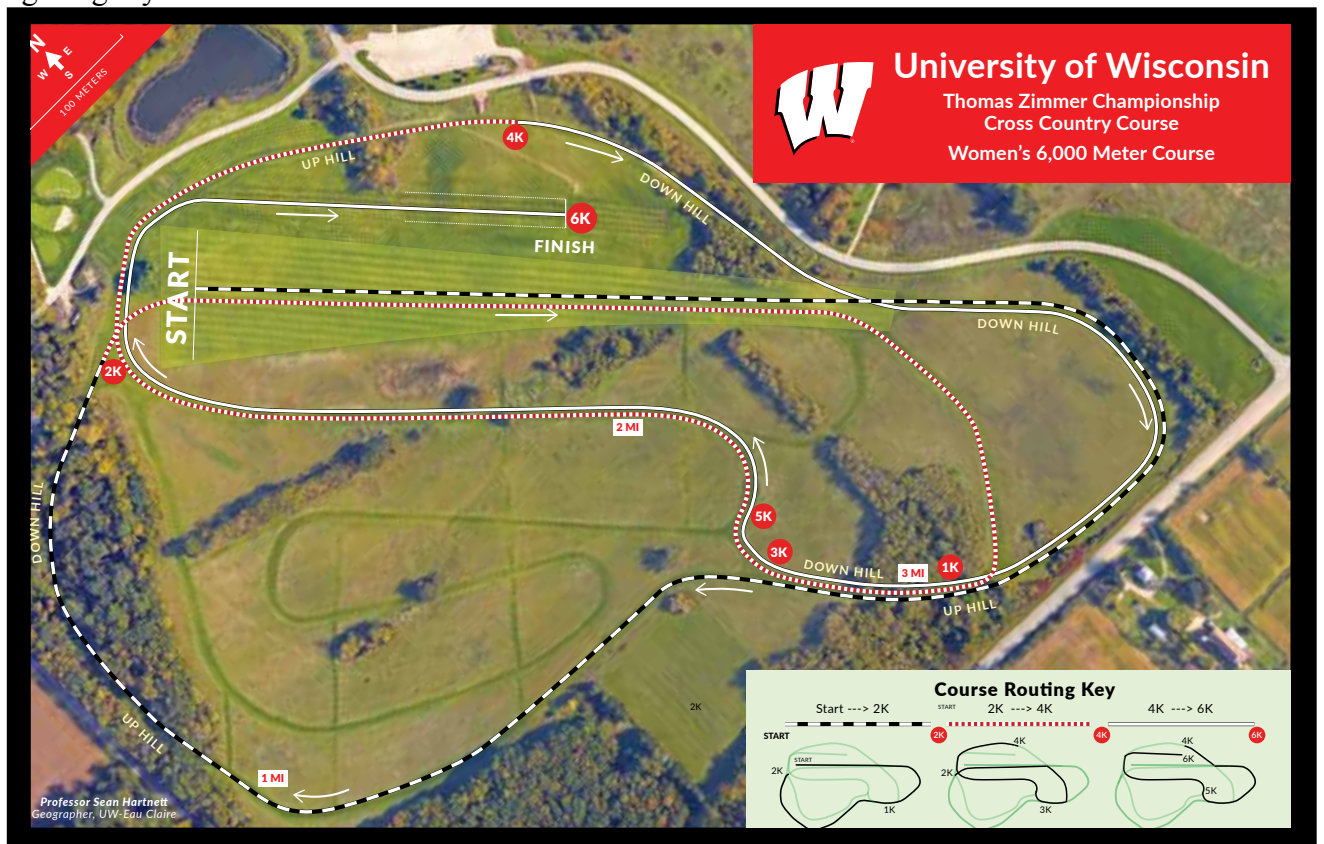 N
W E
S
100 METERS
University of Wisconsin
Thomas Zimmer Championship
Cross Country Course
Women's 6,000 Meter Course
W
®
4K
UP HILL
DOWN HILL
6K
FINISH
START
DOWN HILL
2K
2 MI
DOWN HILL
5K
3K
DOWN HILL
3 MI
1K
UP HILL
2K
UP HILL
1 MI
Professor Sean Hartnett
Geographer, UW-Eau Claire
Course Routing Key
Start ---> 2K
START
2K ---> 4K
4K ---> 6K
START
2K
4K
6K
START
2K
1K
4K
2K
3K
4K
6K
5K